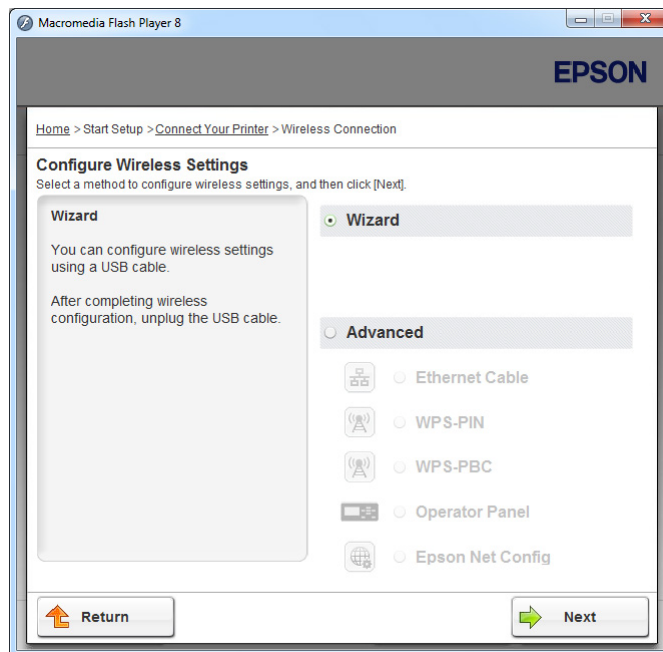 Macromedia Flash Player 8
EPSON
Home > Start Setup > Connect Your Printer > Wireless Connection
Configure Wireless Settings
Select a method to configure wireless settings, and then click [Next].
Wizard
You can configure wireless settings
using a USB cable.
After completing wireless
configuration, unplug the USB cable.
Wizard
Advanced
Ethernet Cable
WPS-PIN
WPS-PBC
Operator Panel
Epson Net Config
Return
Next